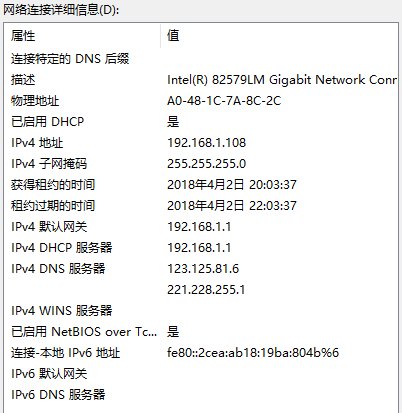 网络连接详细信息(D):
属性 值
连接特定的 DNS 后缀
描述 Intel(R) 82579LM Gigabit Network Conn
物理地址 A0-48-1C-7A-8C-2C
已启用 DHCP 是
IPv4 地址 192.168.1.108
IPv4 子网掩码 255.255.255.0
获得租约的时间 2018年4月2日 20:03:37
租约过期的时间 2018年4月2日 22:03:37
IPv4 默认网关 192.168.1.1
IPv4 DHCP 服务器 192.168.1.1
IPv4 DNS 服务器 123.125.81.6
221.228.255.1
IPv4 WINS 服务器
已启用 NetBIOS over Tc... 是
连接-本地 IPv6 地址 fe80::2cea:ab18:19ba:804b%6
IPv6 默认网关
IPv6 DNS 服务器